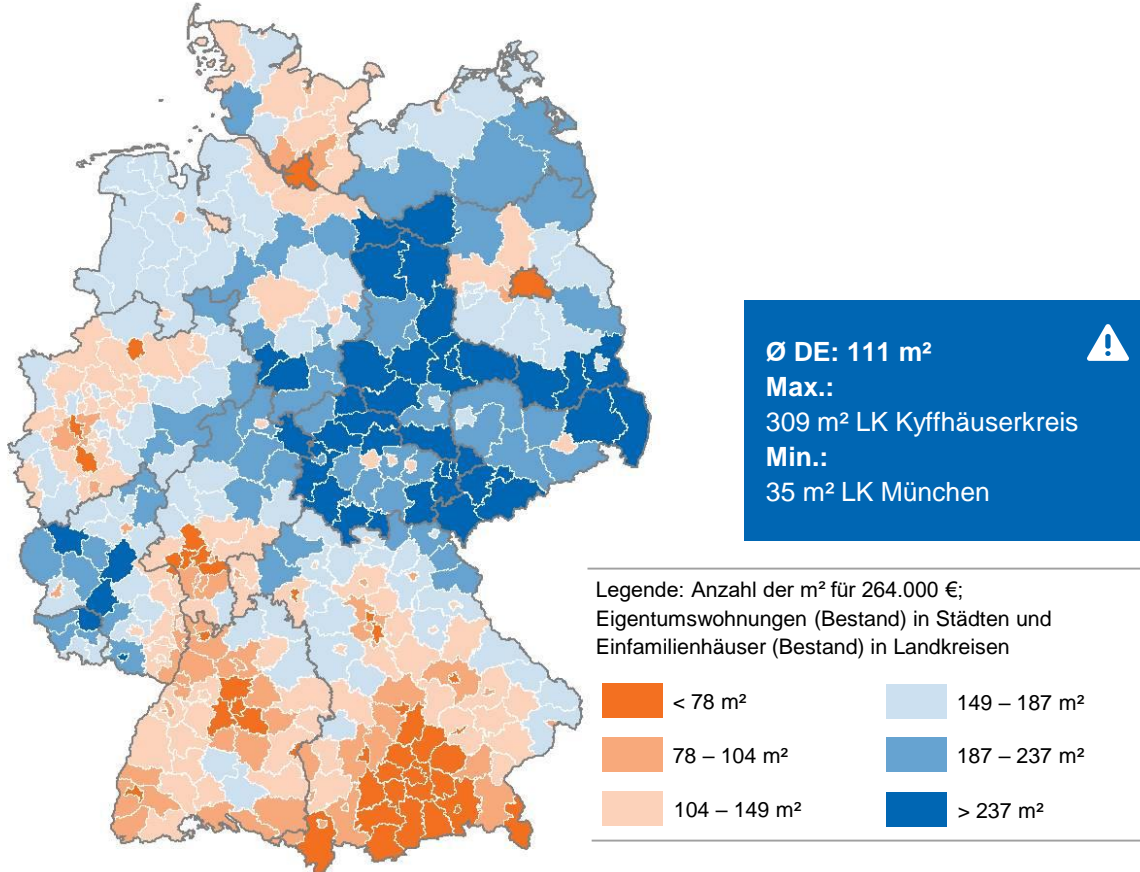 Ø DE: 111 m²
Max.:
309 m² LK Kyffhäuserkreis
Min.:
35 m² LK München
Legende: Anzahl der m² für 264.000 €;
Eigentumswohnungen (Bestand) in Städten und
Einfamilienhäuser (Bestand) in Landkreisen
< 78 m²
149 – 187 m²
78 – 104 m²
187 – 237 m²
104 – 149 m²
> 237 m²